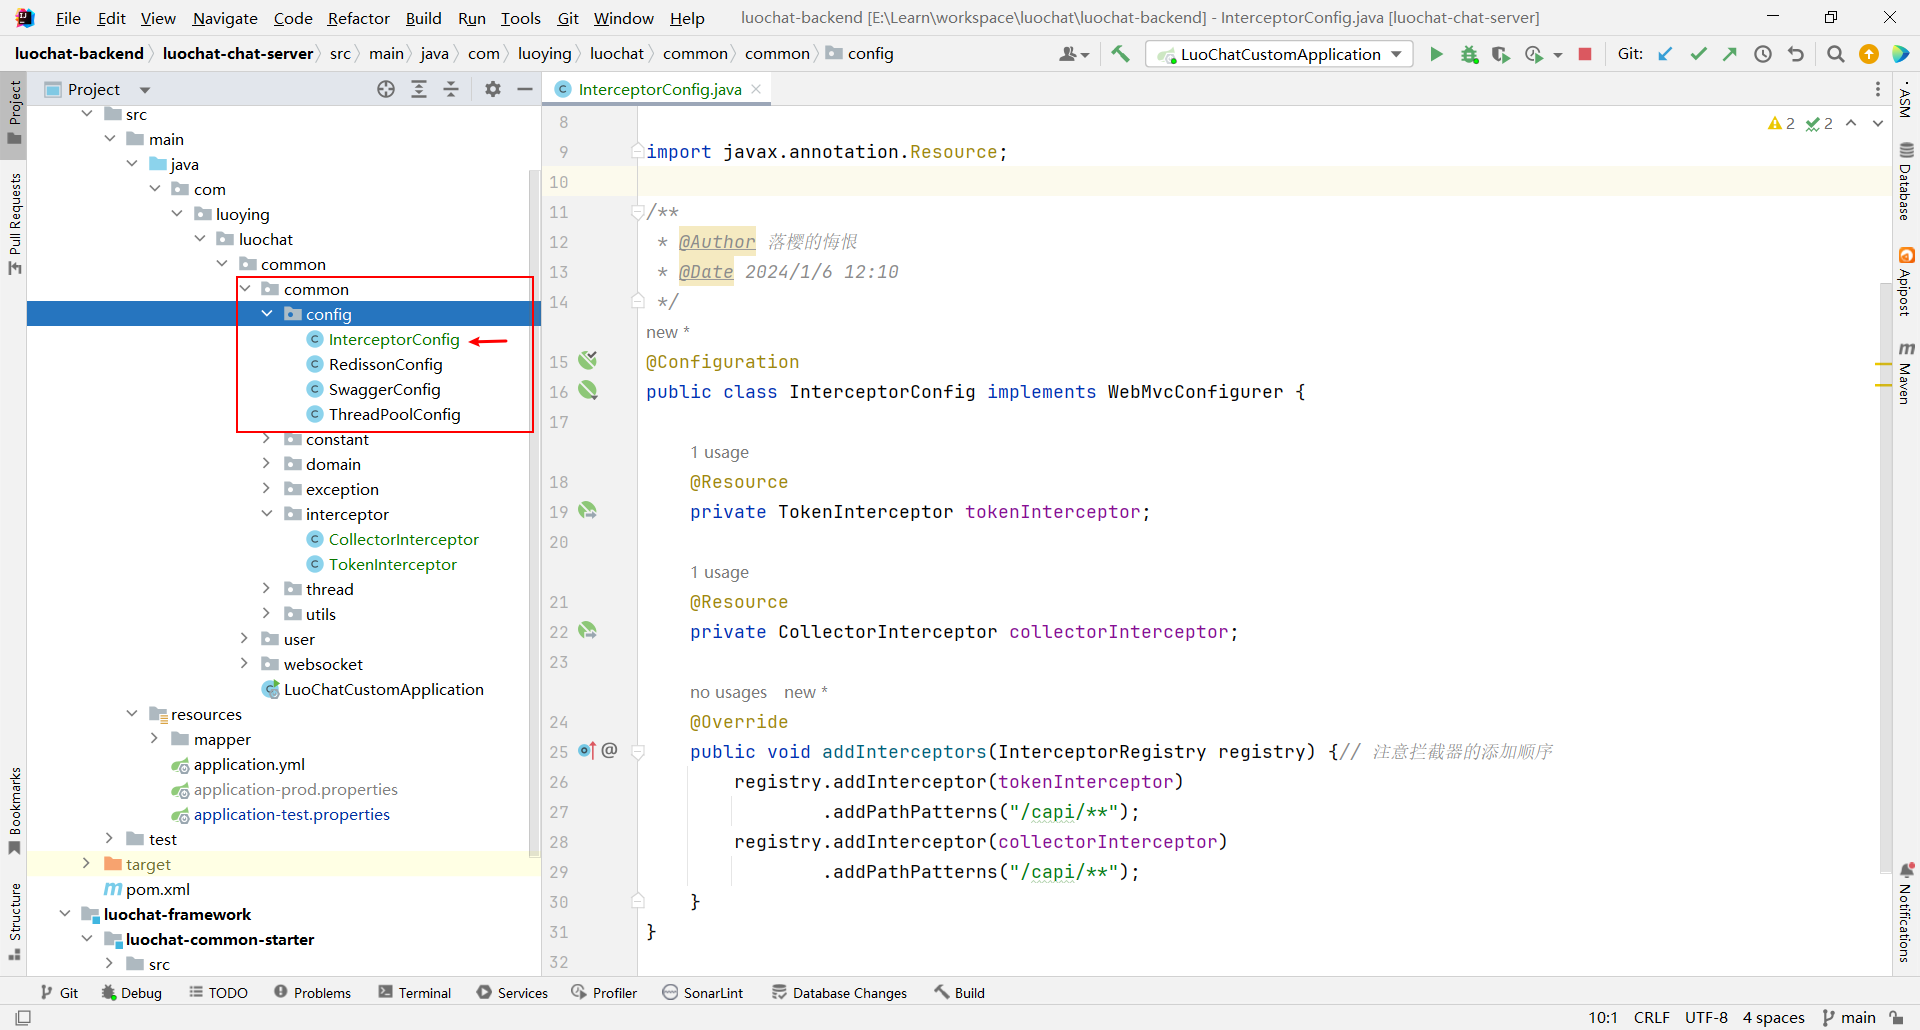 File Edit View Navigate Code Refactor Build Run Tools Git Window Help luochat-backend [E:\Learn\workspace\luochat\luochat-backend] - InterceptorConfig.java [luochat-chat-server]
luochat-backend luochat-chat-server src main java com luoying luochat common common config LuoChatCustomApplication Git:
Project
InterceptorConfig.java
Project
Pull Requests
Bookmarks
Structure
src
main
java
com
luoying
luochat
common
common
config
InterceptorConfig
RedissonConfig
SwaggerConfig
ThreadPoolConfig
constant
domain
exception
interceptor
CollectorInterceptor
TokenInterceptor
thread
utils
user
websocket
LuoChatCustomApplication
resources
mapper
application.yml
application-prod.properties
application-test.properties
test
target
pom.xml
luochat-framework
luochat-common-starter
src
2 2
8
9 import javax.annotation.Resource;
10
11 /**
12 * @Author 落樱的悔恨
13 * @Date 2024/1/6 12:10
14 */
new *
15 @Configuration
16 public class InterceptorConfig implements WebMvcConfigurer {
17
1 usage
18 @Resource
19 private TokenInterceptor tokenInterceptor;
20
1 usage
21 @Resource
22 private CollectorInterceptor collectorInterceptor;
23
no usages new *
24 @Override
25 public void addInterceptors(InterceptorRegistry registry) {// 注意拦截器的添加顺序
26 registry.addInterceptor(tokenInterceptor)
27 .addPathPatterns("/capi/**");
28 registry.addInterceptor(collectorInterceptor)
29 .addPathPatterns("/capi/**");
30 }
31 }
32
ASM
Database
Apipost
Maven
Notifications
Git Debug TODO Problems Terminal Services Profiler SonarLint Database Changes Build
10:1 CRLF UTF-8 4 spaces main